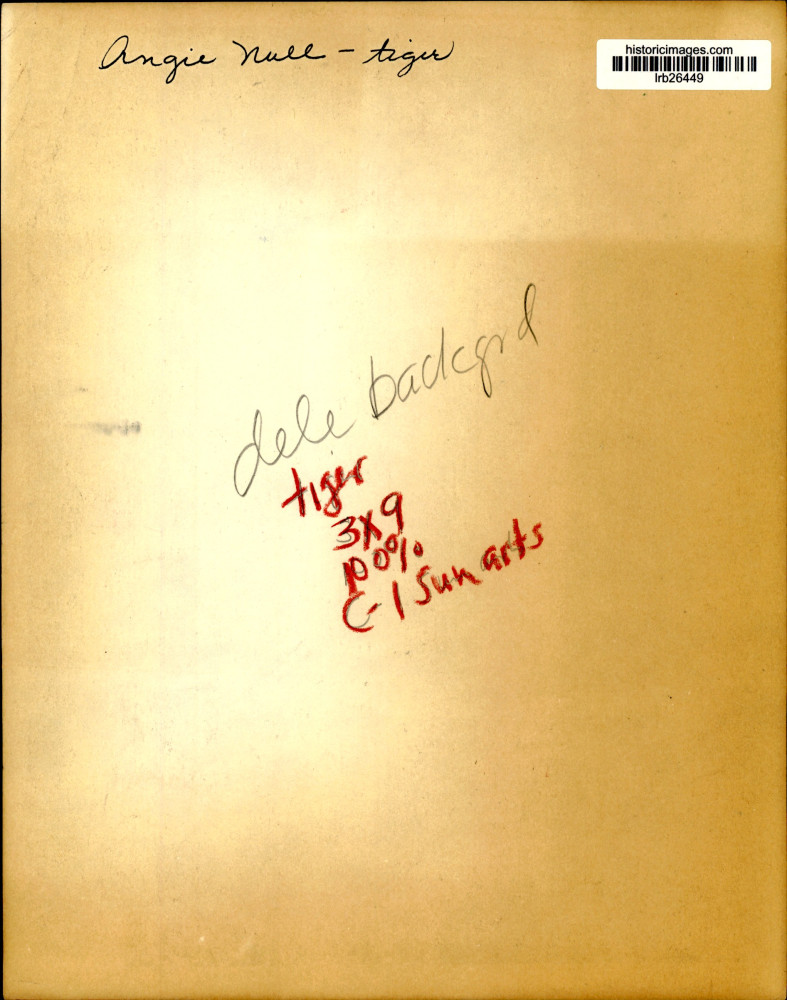 Angie Null - tiger
historicimages.com
lrb26449
dele backgrd
tiger
3x9
100%
C-1 Sun arts